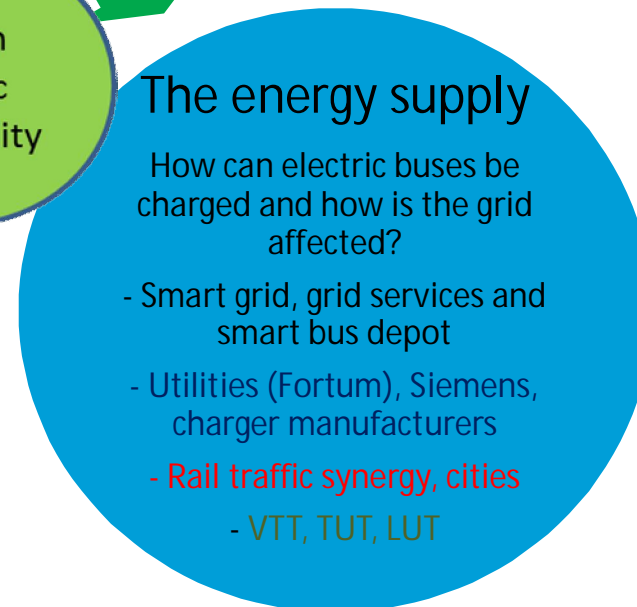 n
c
ity
The energy supply
How can electric buses be
charged and how is the grid
affected?
- Smart grid, grid services and
smart bus depot
- Utilities (Fortum), Siemens,
charger manufacturers
- Rail traffic synergy, cities
- VTT, TUT, LUT